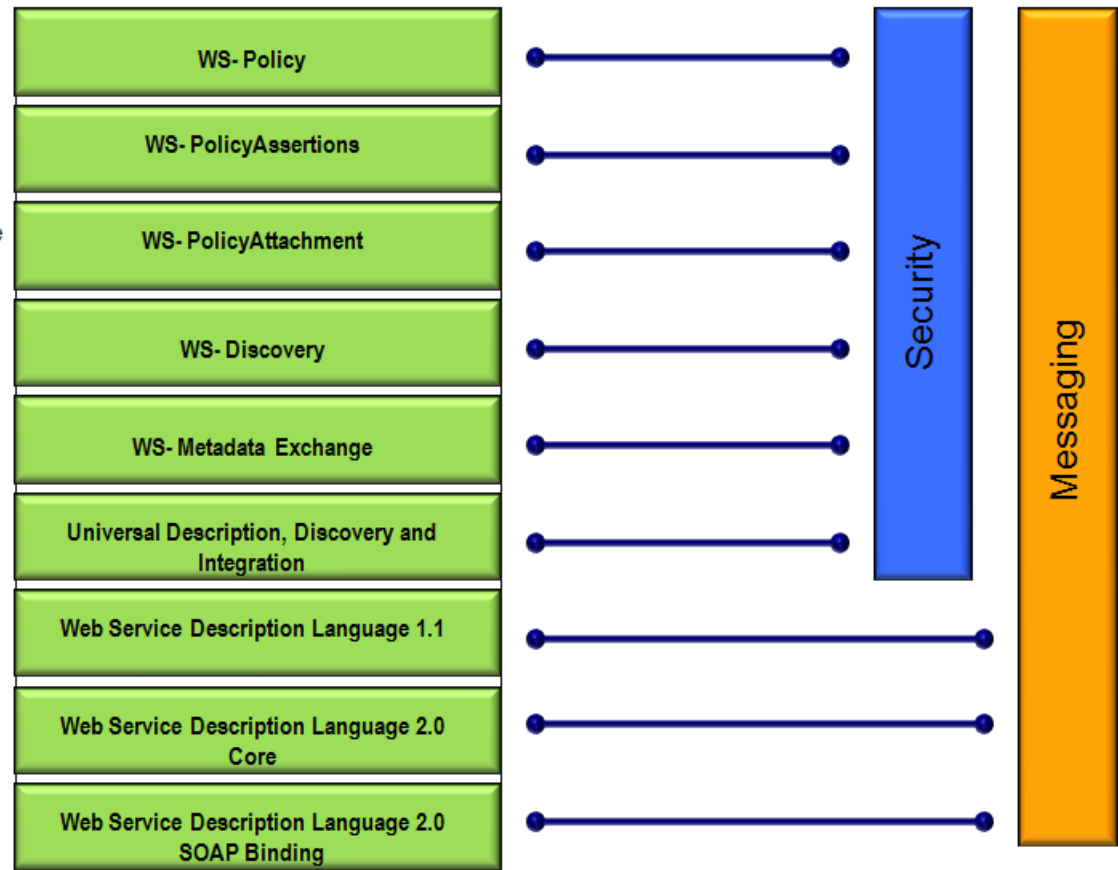 WS- Policy
WS- PolicyAssertions
WS- PolicyAttachment
WS- Discovery
WS- Metadata Exchange
Universal Description, Discovery and
Integration
Web Service Description Language 1.1
Web Service Description Language 2.0
Core
Web Service Description Language 2.0
SOAP Binding
Security
Messaging